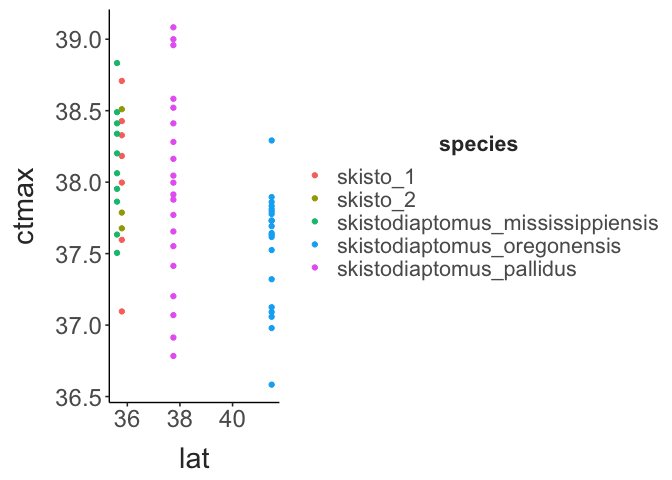 39.0
38.5
38.0
37.5
37.0
36.5
ctmax
36 38 40
lat
species
skisto_1
skisto_2
skistodiaptomus_mississippiensis
skistodiaptomus_oregonensis
skistodiaptomus_pallidus